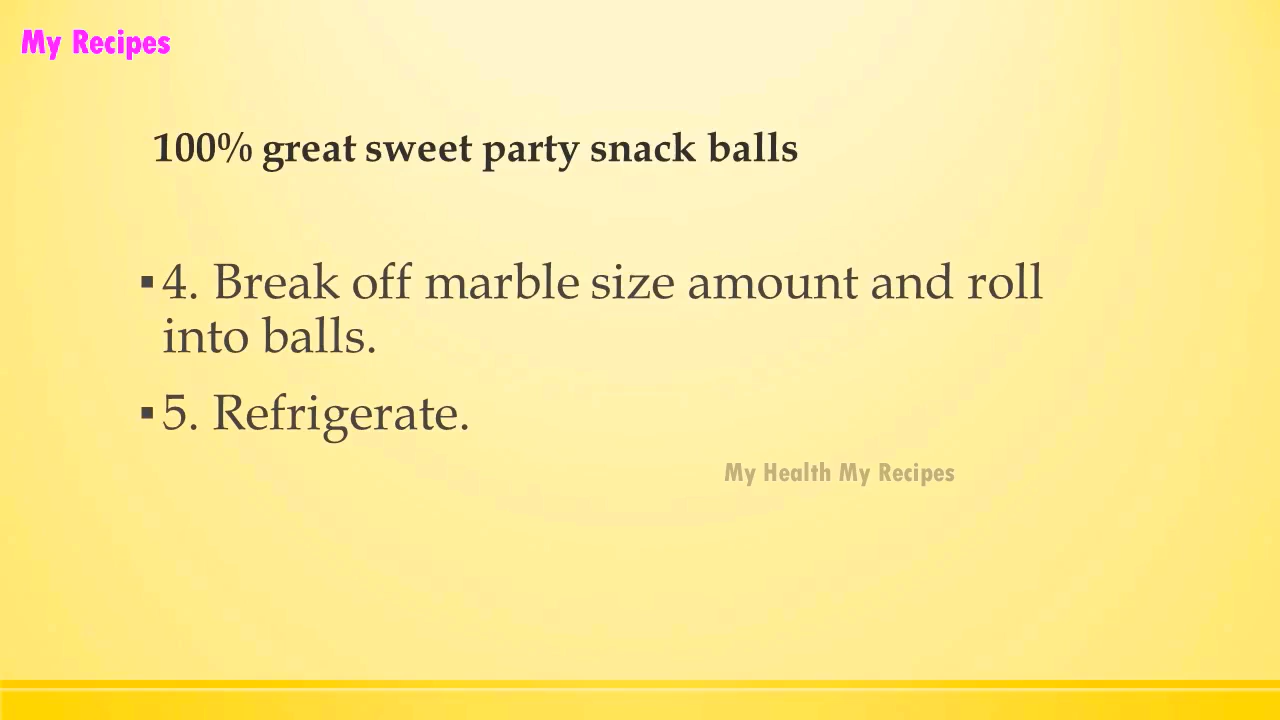 My Recipes
100% great sweet party snack balls
▪ 4. Break off marble size amount and roll
into balls.
▪ 5. Refrigerate.
My Health My Recipes